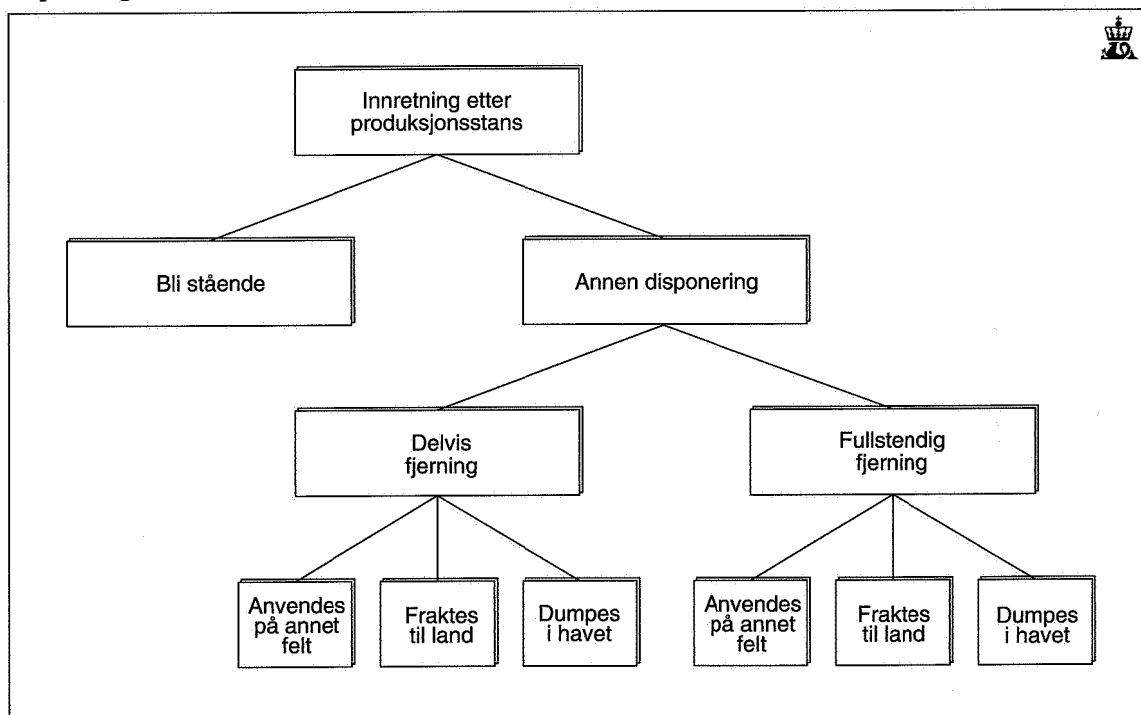 Innretning etter
produksjonsstans
Bli stående
Annen disponering
Delvis
fjerning
Fullstendig
fjerning
Anvendes
på annet
felt
Fraktes
til land
Dumpes
i havet
Anvendes
på annet
felt
Fraktes
til land
Dumpes
i havet